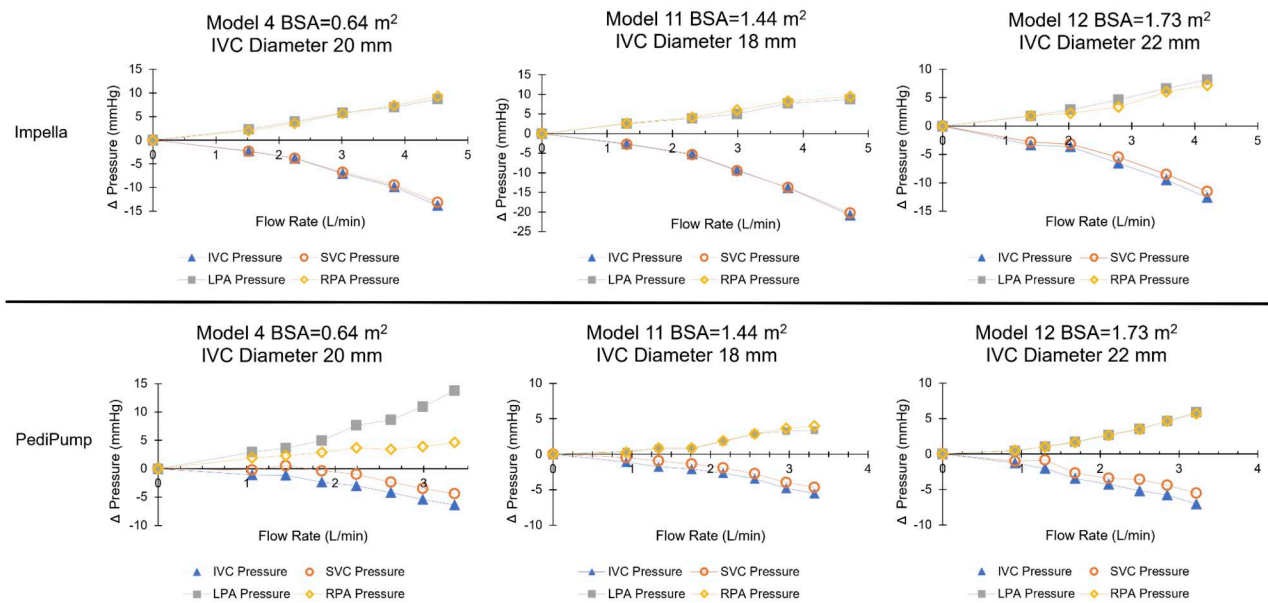 Model 4 BSA=0.64 m²
IVC Diameter 20 mm
Model 11 BSA=1.44 m²
IVC Diameter 18 mm
Model 12 BSA=1.73 m²
IVC Diameter 22 mm
Impella
Δ Pressure (mmHg)
15
10
5
0
-5
-10
-15
0 1 2 3 4 5
Flow Rate (L/min)
IVC Pressure SVC Pressure
LPA Pressure RPA Pressure
Δ Pressure (mmHg)
15
10
5
0
-5
-10
-15
-20
-25
0 1 2 3 4 5
Flow Rate (L/min)
IVC Pressure SVC Pressure
LPA Pressure RPA Pressure
Δ Pressure (mmHg)
10
5
0
-5
-10
-15
0 1 2 3 4 5
Flow Rate (L/min)
IVC Pressure SVC Pressure
LPA Pressure RPA Pressure
Model 4 BSA=0.64 m²
IVC Diameter 20 mm
Model 11 BSA=1.44 m²
IVC Diameter 18 mm
Model 12 BSA=1.73 m²
IVC Diameter 22 mm
PediPump
Δ Pressure (mmHg)
15
10
5
0
-5
-10
0 1 2 3
Flow Rate (L/min)
IVC Pressure SVC Pressure
LPA Pressure RPA Pressure
Δ Pressure (mmHg)
10
5
0
-5
-10
0 1 2 3 4
Flow Rate (L/min)
IVC Pressure SVC Pressure
LPA Pressure RPA Pressure
Δ Pressure (mmHg)
10
5
0
-5
-10
0 1 2 3 4
Flow Rate (L/min)
IVC Pressure SVC Pressure
LPA Pressure RPA Pressure